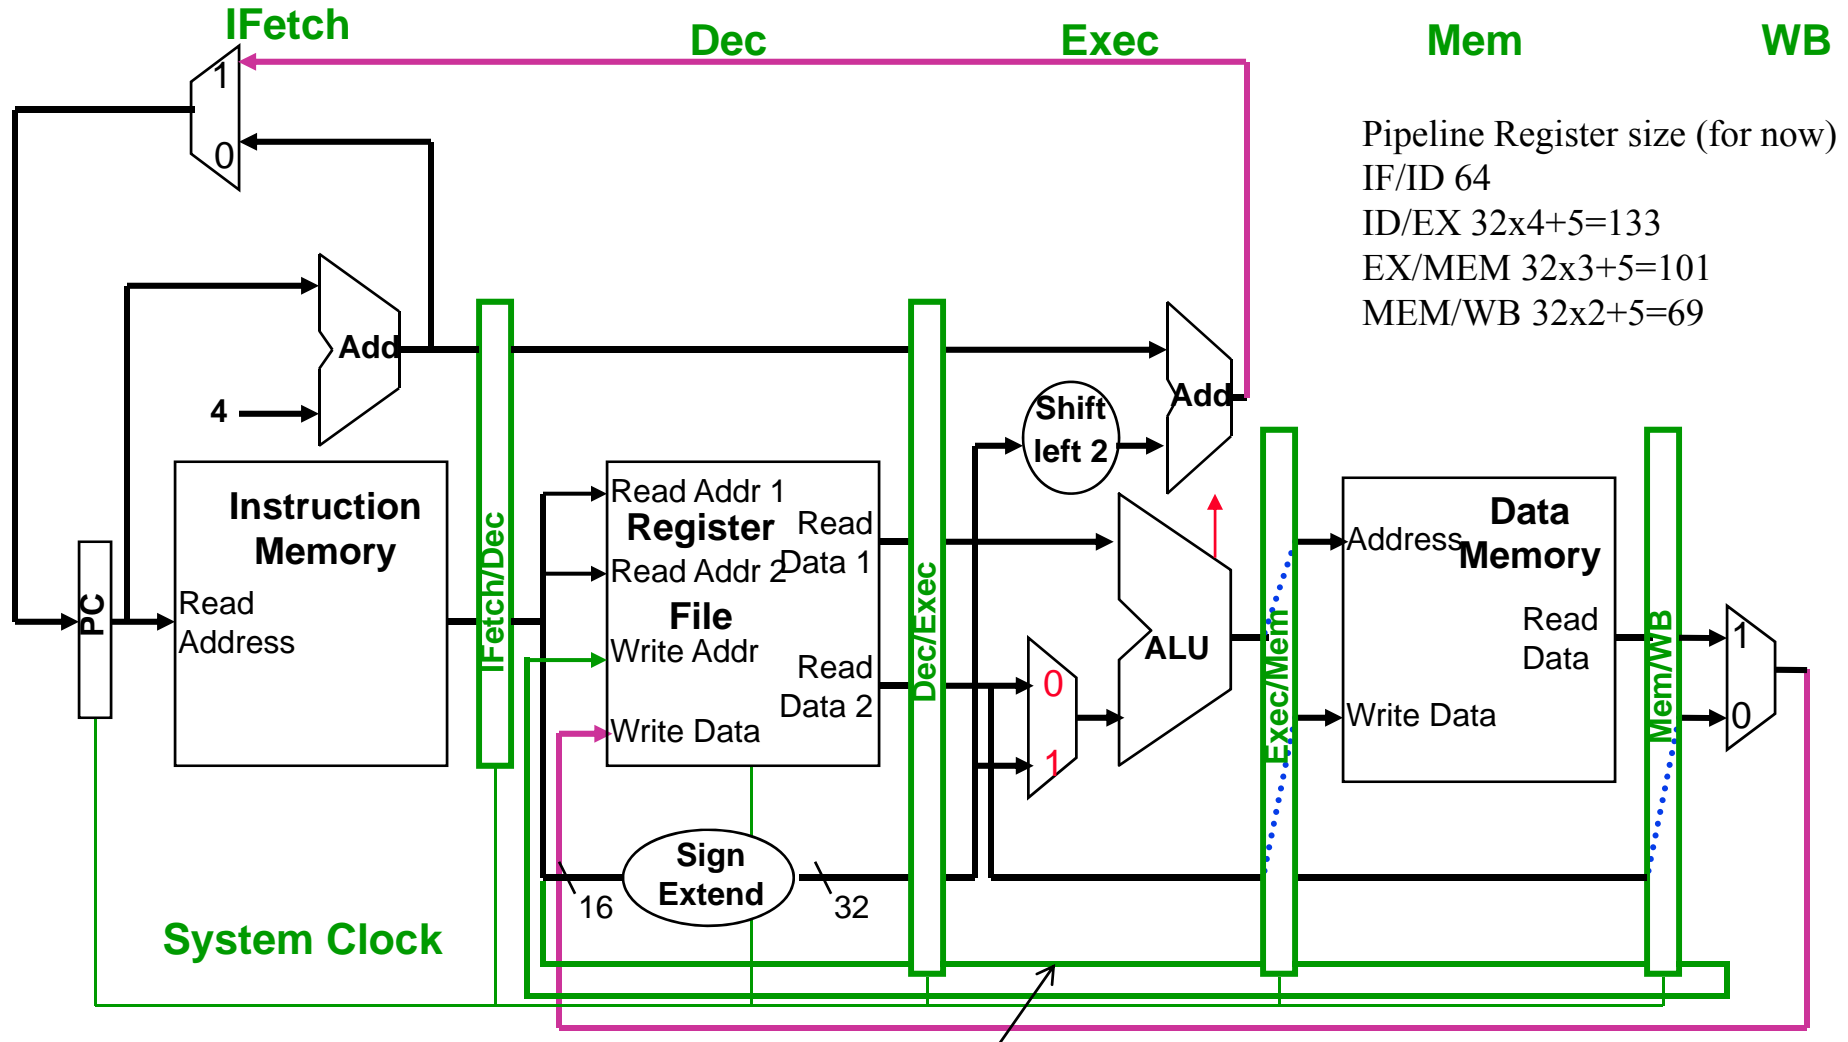 IFetch
Dec
Exec
Mem
WB
1
0
Pipeline Register size (for now)
IF/ID 64
ID/EX 32x4+5=133
EX/MEM 32x3+5=101
MEM/WB 32x2+5=69
Add
4
Add
Shift
left 2
Instruction
Memory
Read
Address
PC
IFetch/Dec
Read Addr 1
Register
Read Addr 2
File
Write Addr
Write Data
Read
Data 1
Read
Data 2
Dec/Exec
0
1
ALU
Exec/Mem
Data
Memory
Address
Write Data
Read
Data
Mem/WB
1
0
Sign
Extend
16
32
System Clock